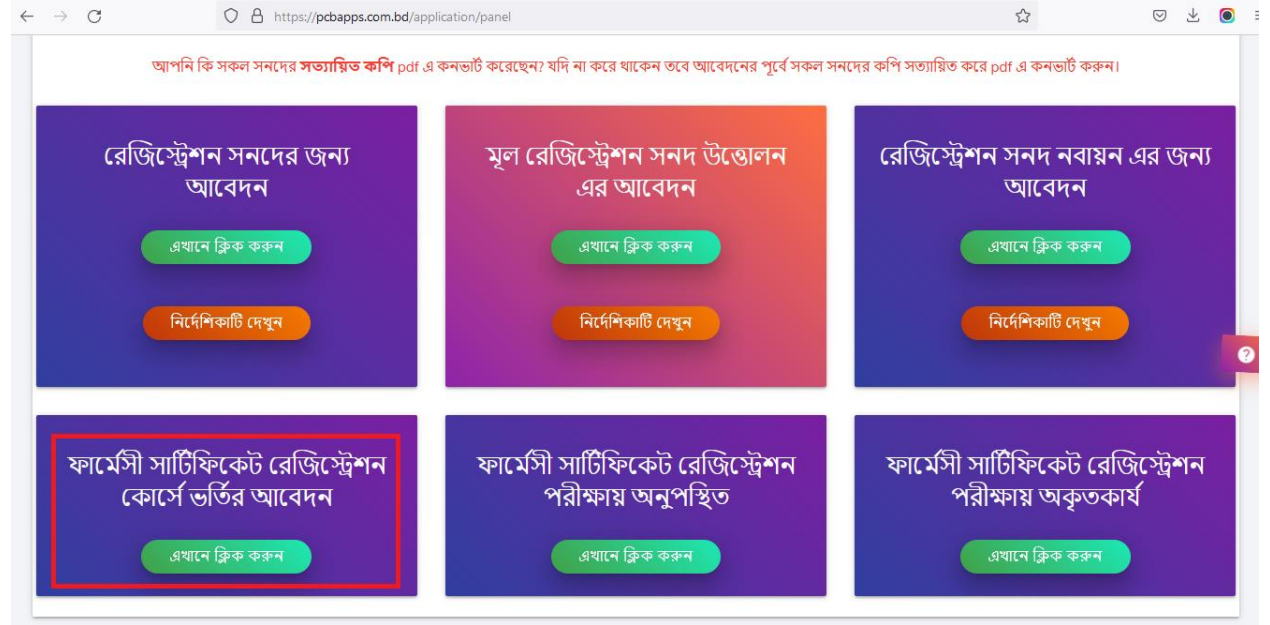 https://pcbapps.com.bd/application/panel
আপনি কি সকল সনদের সত্যায়িত কপি pdf এ কনভার্ট করেছেন? যদি না করে থাকেন তবে আবেদনের পূর্বে সকল সনদের কপি সত্যায়িত করে pdf এ কনভার্ট করুন।
রেজিস্ট্রেশন সনদের জন্য
আবেদন
এখানে ক্লিক করুন
নির্দেশিকাটি দেখুন
মূল রেজিস্ট্রেশন সনদ উত্তোলন
এর আবেদন
এখানে ক্লিক করুন
নির্দেশিকাটি দেখুন
রেজিস্ট্রেশন সনদ নবায়ন এর জন্য
আবেদন
এখানে ক্লিক করুন
নির্দেশিকাটি দেখুন
ফার্মেসী সার্টিফিকেট রেজিস্ট্রেশন
কোর্সে ভর্তির আবেদন
এখানে ক্লিক করুন
ফার্মেসী সার্টিফিকেট রেজিস্ট্রেশন
পরীক্ষায় অনুপস্থিত
এখানে ক্লিক করুন
ফার্মেসী সার্টিফিকেট রেজিস্ট্রেশন
পরীক্ষায় অকৃতকার্য
এখানে ক্লিক করুন